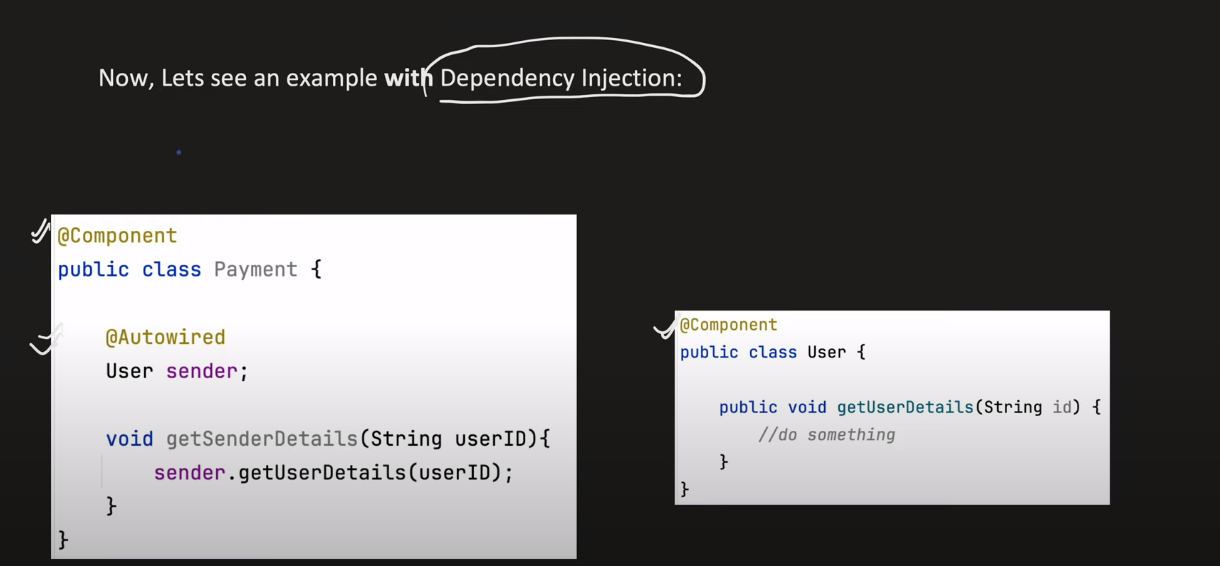 Now, Lets see an example with Dependency Injection:
@Component
public class Payment {
@Autowired
User sender;
void getSenderDetails(String userID){
sender.getUserDetails(userID);
}
}
@Component
public class User {
public void getUserDetails(String id) {
//do something
}
}